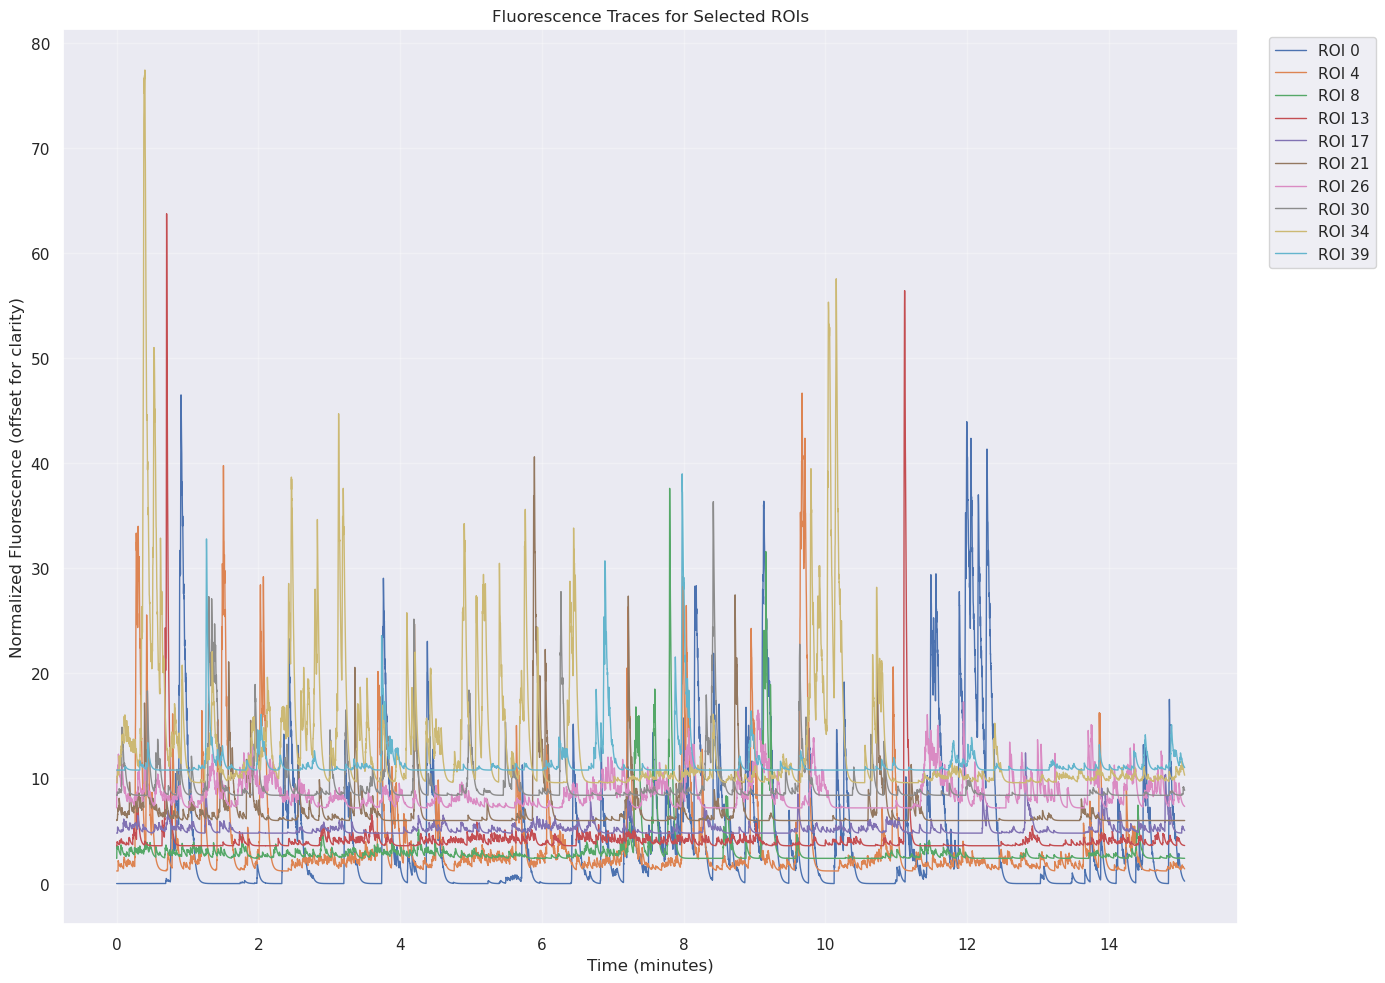 Fluorescence Traces for Selected ROIs
Normalized Fluorescence (offset for clarity)
80
70
60
50
40
30
20
10
0
0 2 4 6 8 10 12 14
Time (minutes)
ROI 0
ROI 4
ROI 8
ROI 13
ROI 17
ROI 21
ROI 26
ROI 30
ROI 34
ROI 39